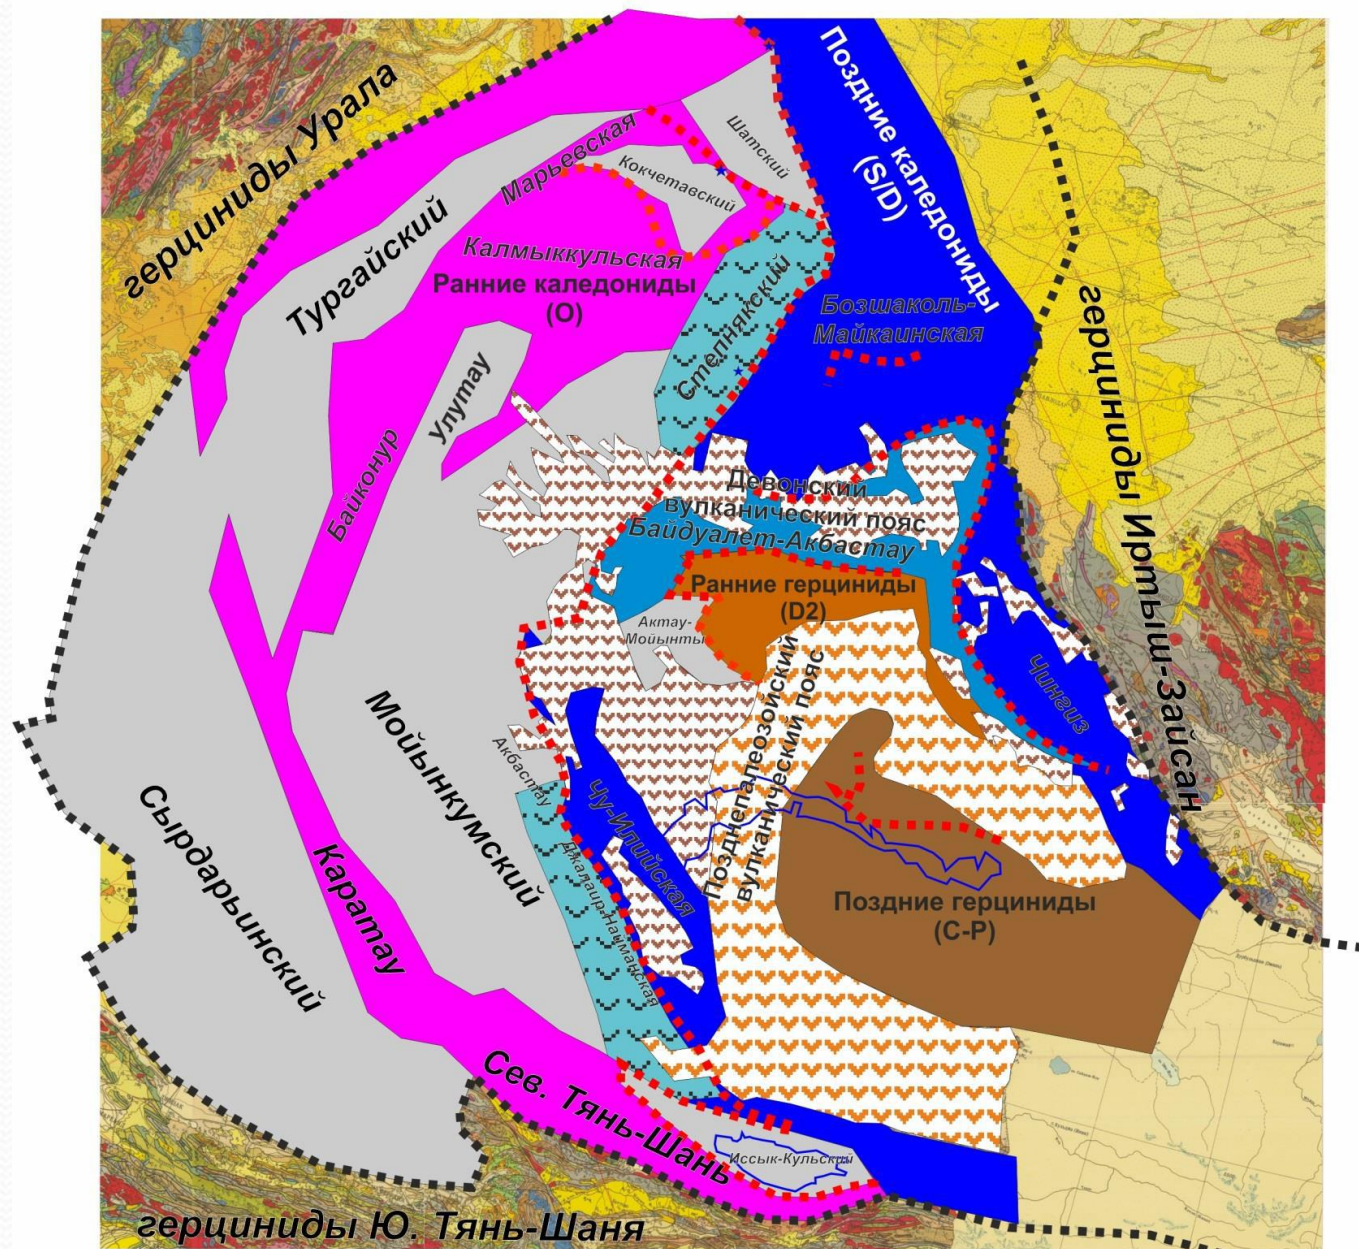 Поздние каледониды
(S/D)
герциниды Урала
Марьевская
Шатский
Кокчетавский
Тургайский
Калмыккульская
Ранние каледониды
(О)
Степнякский
Бозшаколь-
Майкаинская
герциниды Иртыш-Зайсан
Улутау
Байконур
Девонский
вулканический пояс
Байдуалет-Акбастау
Ранние герциниды
(D2)
Актау-
Мойынты
Чингиз
Позднепалеозойский
вулканический пояс
Мойынкумский
Акбастау
Чу-Илийская
Джалаир-Найманская
Сырдарьинский
Каратау
Поздние герциниды
(С-Р)
Сев. Тянь-Шань
Иссык-Кульский
герциниды Ю. Тянь-Шаня